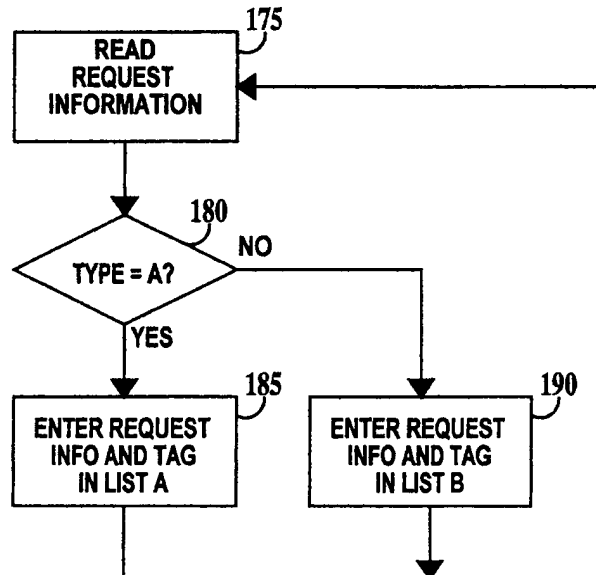 175
READ
REQUEST
INFORMATION
180
TYPE = A?
NO
YES
185
ENTER REQUEST
INFO AND TAG
IN LIST A
190
ENTER REQUEST
INFO AND TAG
IN LIST B